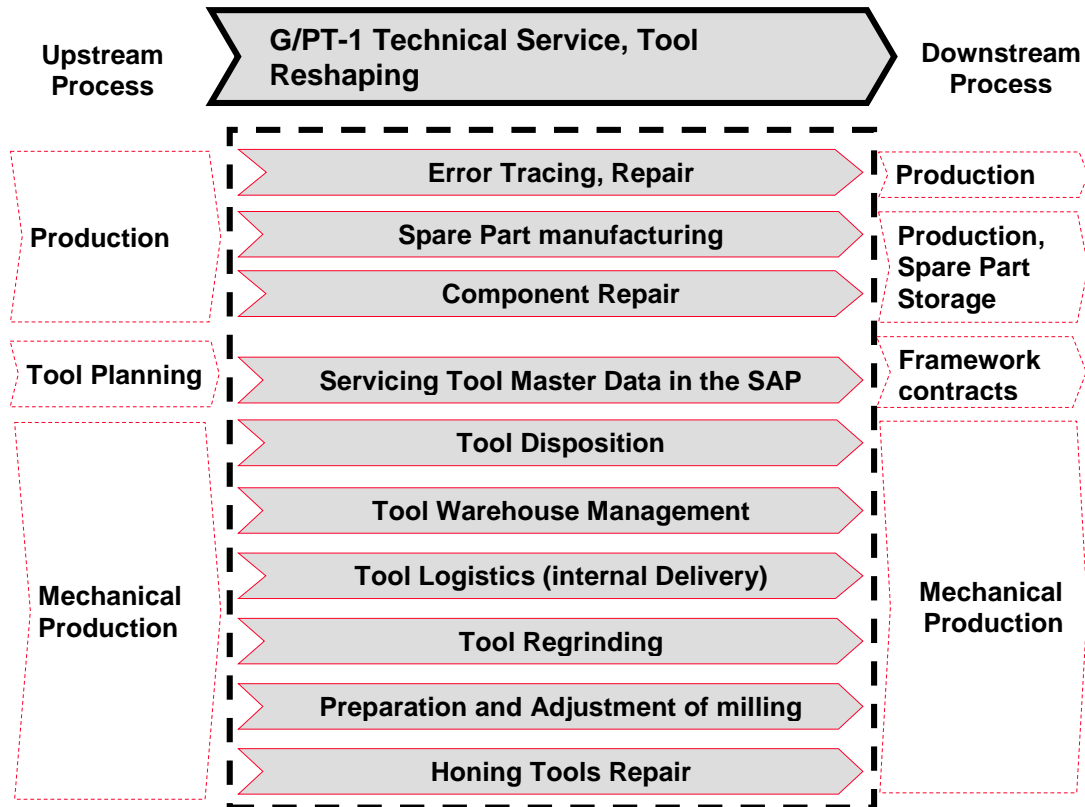 Upstream
Process
G/PT-1 Technical Service, Tool
Reshaping
Downstream
Process
Production
Error Tracing, Repair
Spare Part manufacturing
Component Repair
Production
Production,
Spare Part
Storage
Tool Planning
Servicing Tool Master Data in the SAP
Framework
contracts
Mechanical
Production
Tool Disposition
Tool Warehouse Management
Tool Logistics (internal Delivery)
Tool Regrinding
Preparation and Adjustment of milling
Honing Tools Repair
Mechanical
Production